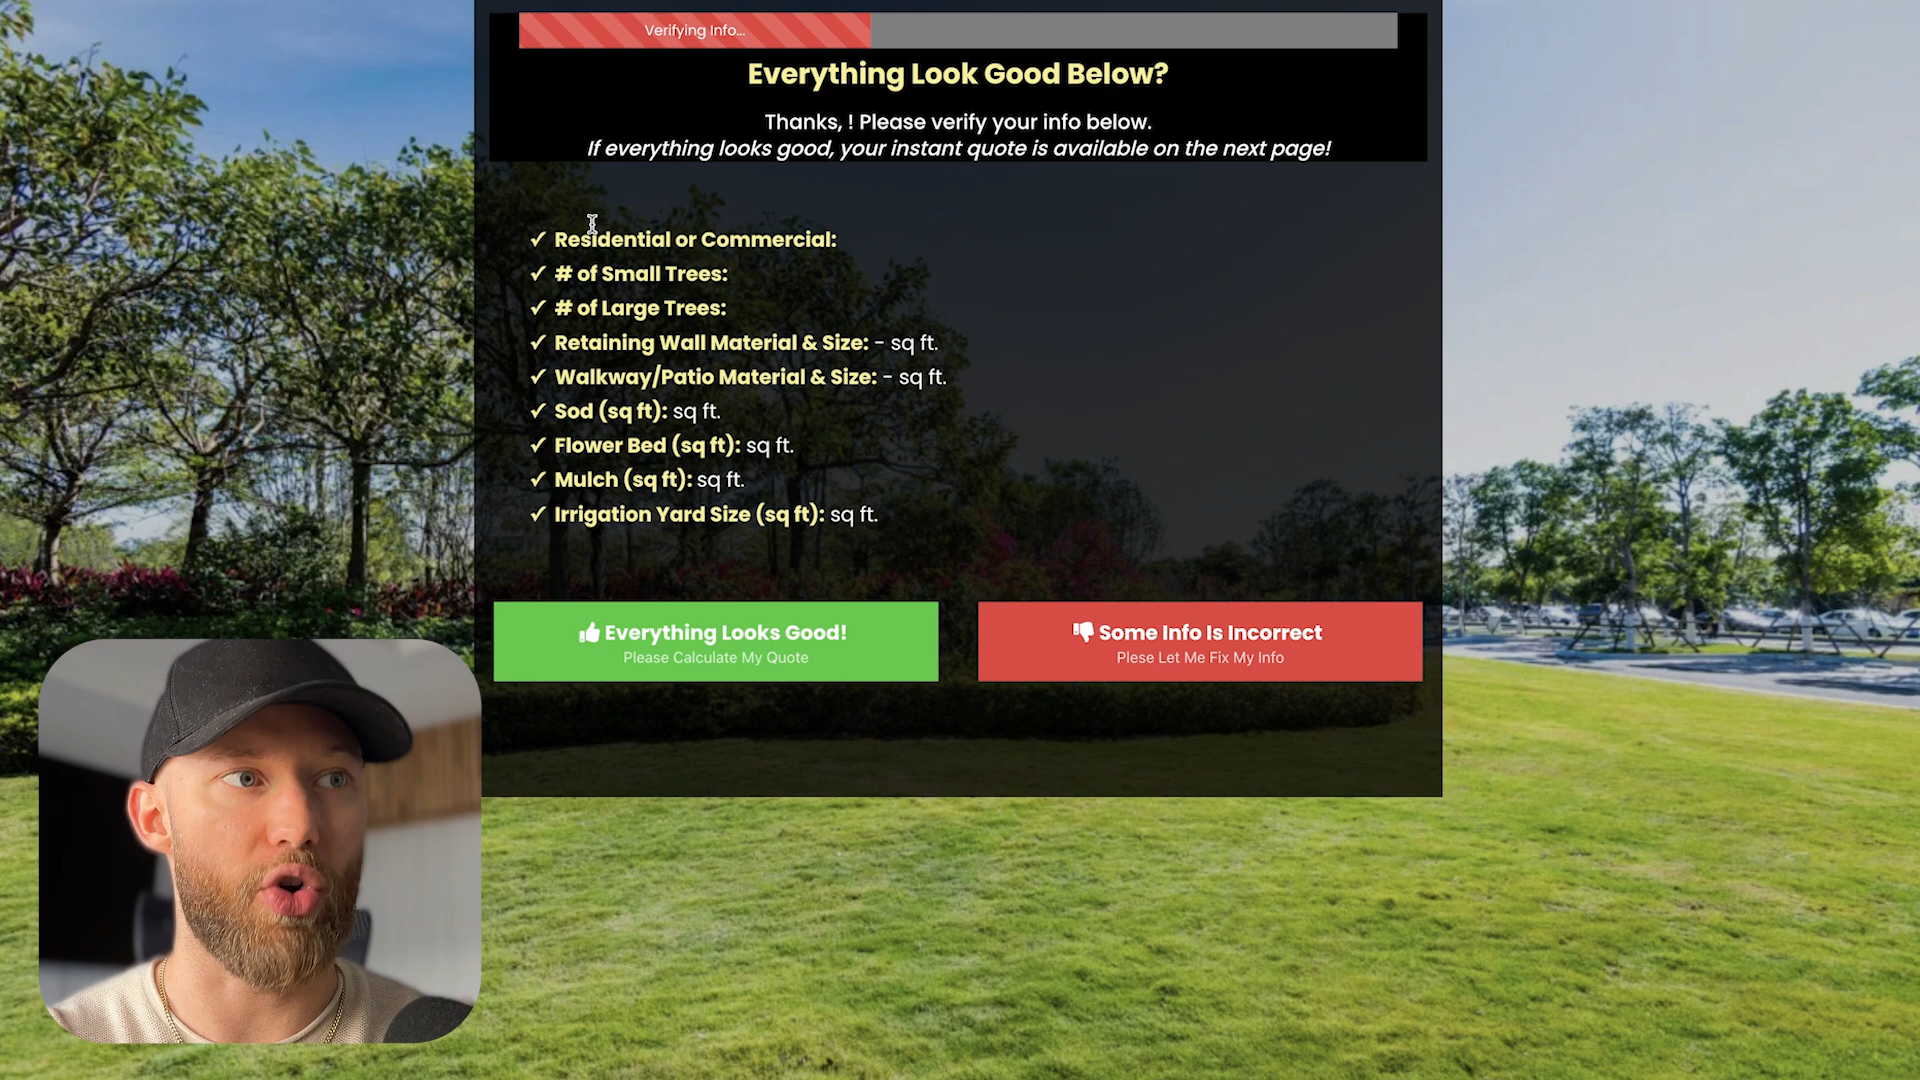 Verifying Info...
Everything Look Good Below?
Thanks, ! Please verify your info below.
If everything looks good, your instant quote is available on the next page!
✓ Residential or Commercial:
✓ # of Small Trees:
✓ # of Large Trees:
✓ Retaining Wall Material & Size: - sq ft.
✓ Walkway/Patio Material & Size: - sq ft.
✓ Sod (sq ft): sq ft.
✓ Flower Bed (sq ft): sq ft.
✓ Mulch (sq ft): sq ft.
✓ Irrigation Yard Size (sq ft): sq ft.
Everything Looks Good!
Please Calculate My Quote
Some Info Is Incorrect
Plese Let Me Fix My Info